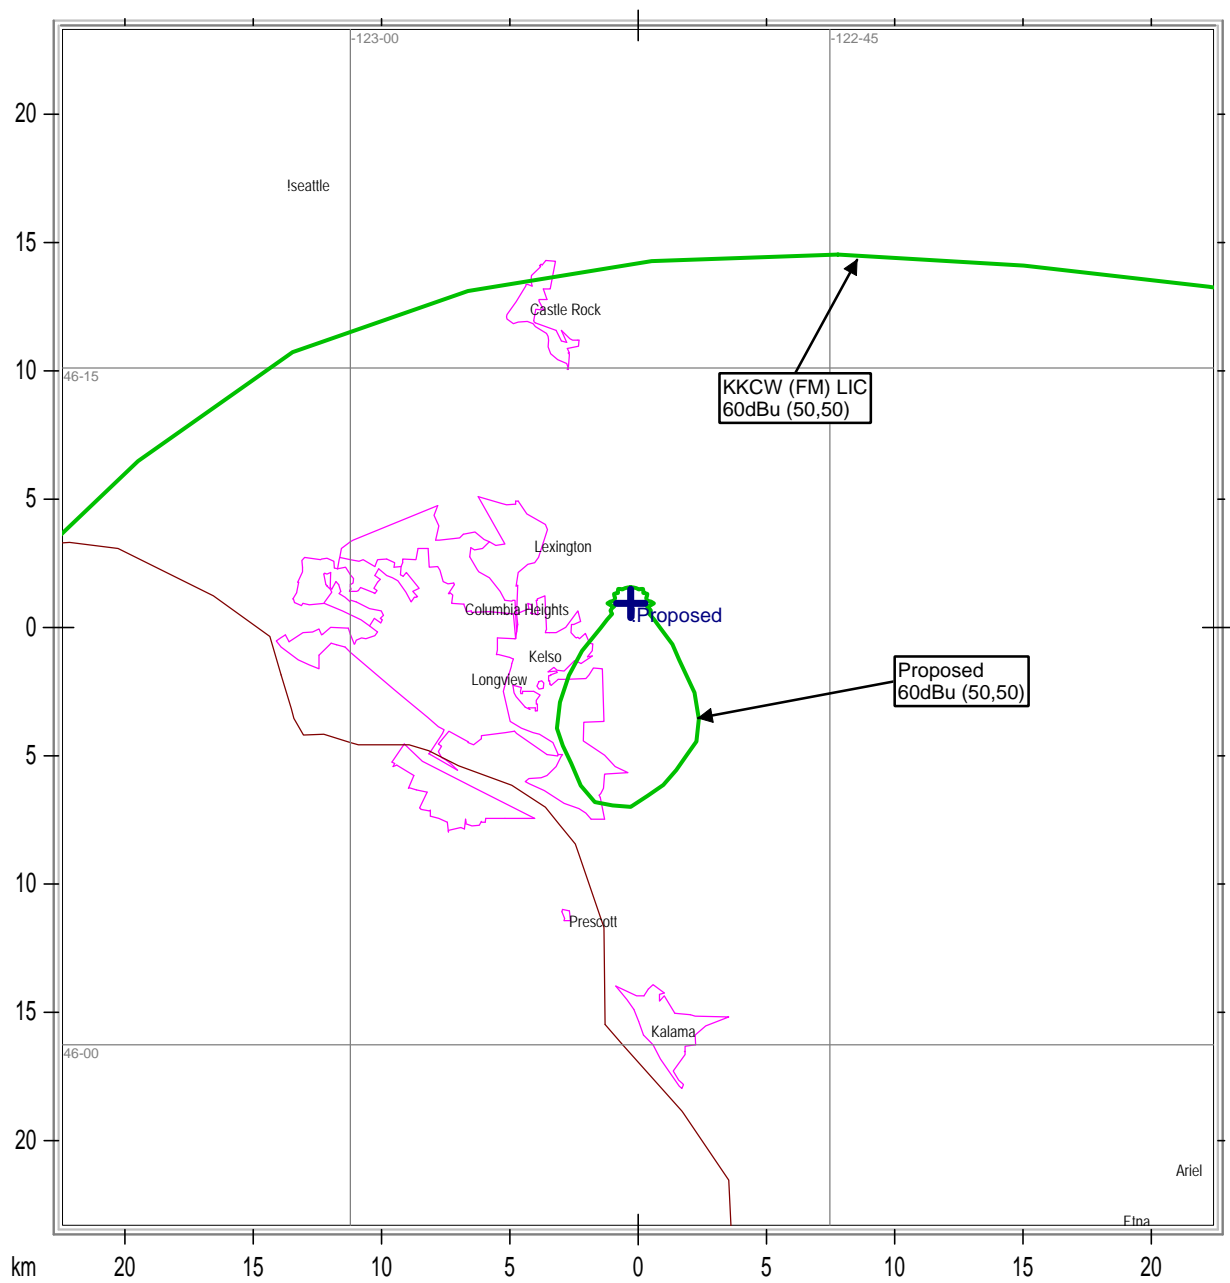 -123-00
-122-45
20
!seattle
15
Castle Rock
10
46-15
KKCW (FM) LIC
60dBu (50,50)
5
Lexington
Columbia Heights
!Proposed
0
Kelso
Longview
Proposed
60dBu (50,50)
5
10
Prescott
15
Kalama
46-00
20
Ariel
Etna
km
20
15
10
5
0
5
10
15
20